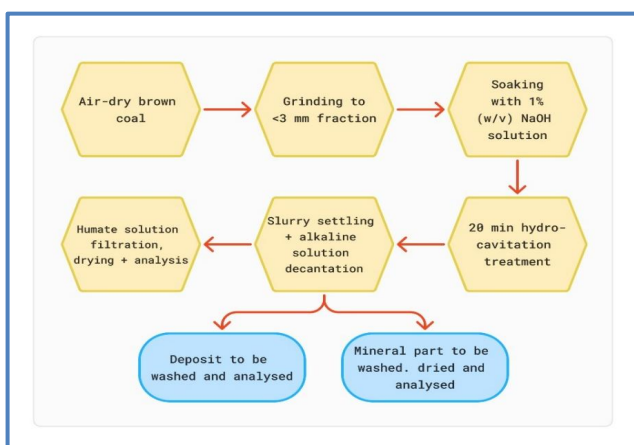 Air-dry brown
coal
Grinding to
<3 mm fraction
Soaking
with 1%
(w/v) NaOH
solution
20 min hydro-
cavitation
treatment
Slurry settling
+ alkaline
solution
decantation
Humate solution
filtration,
drying + analysis
Deposit to be
washed and analysed
Mineral part to be
washed. dried and
analysed